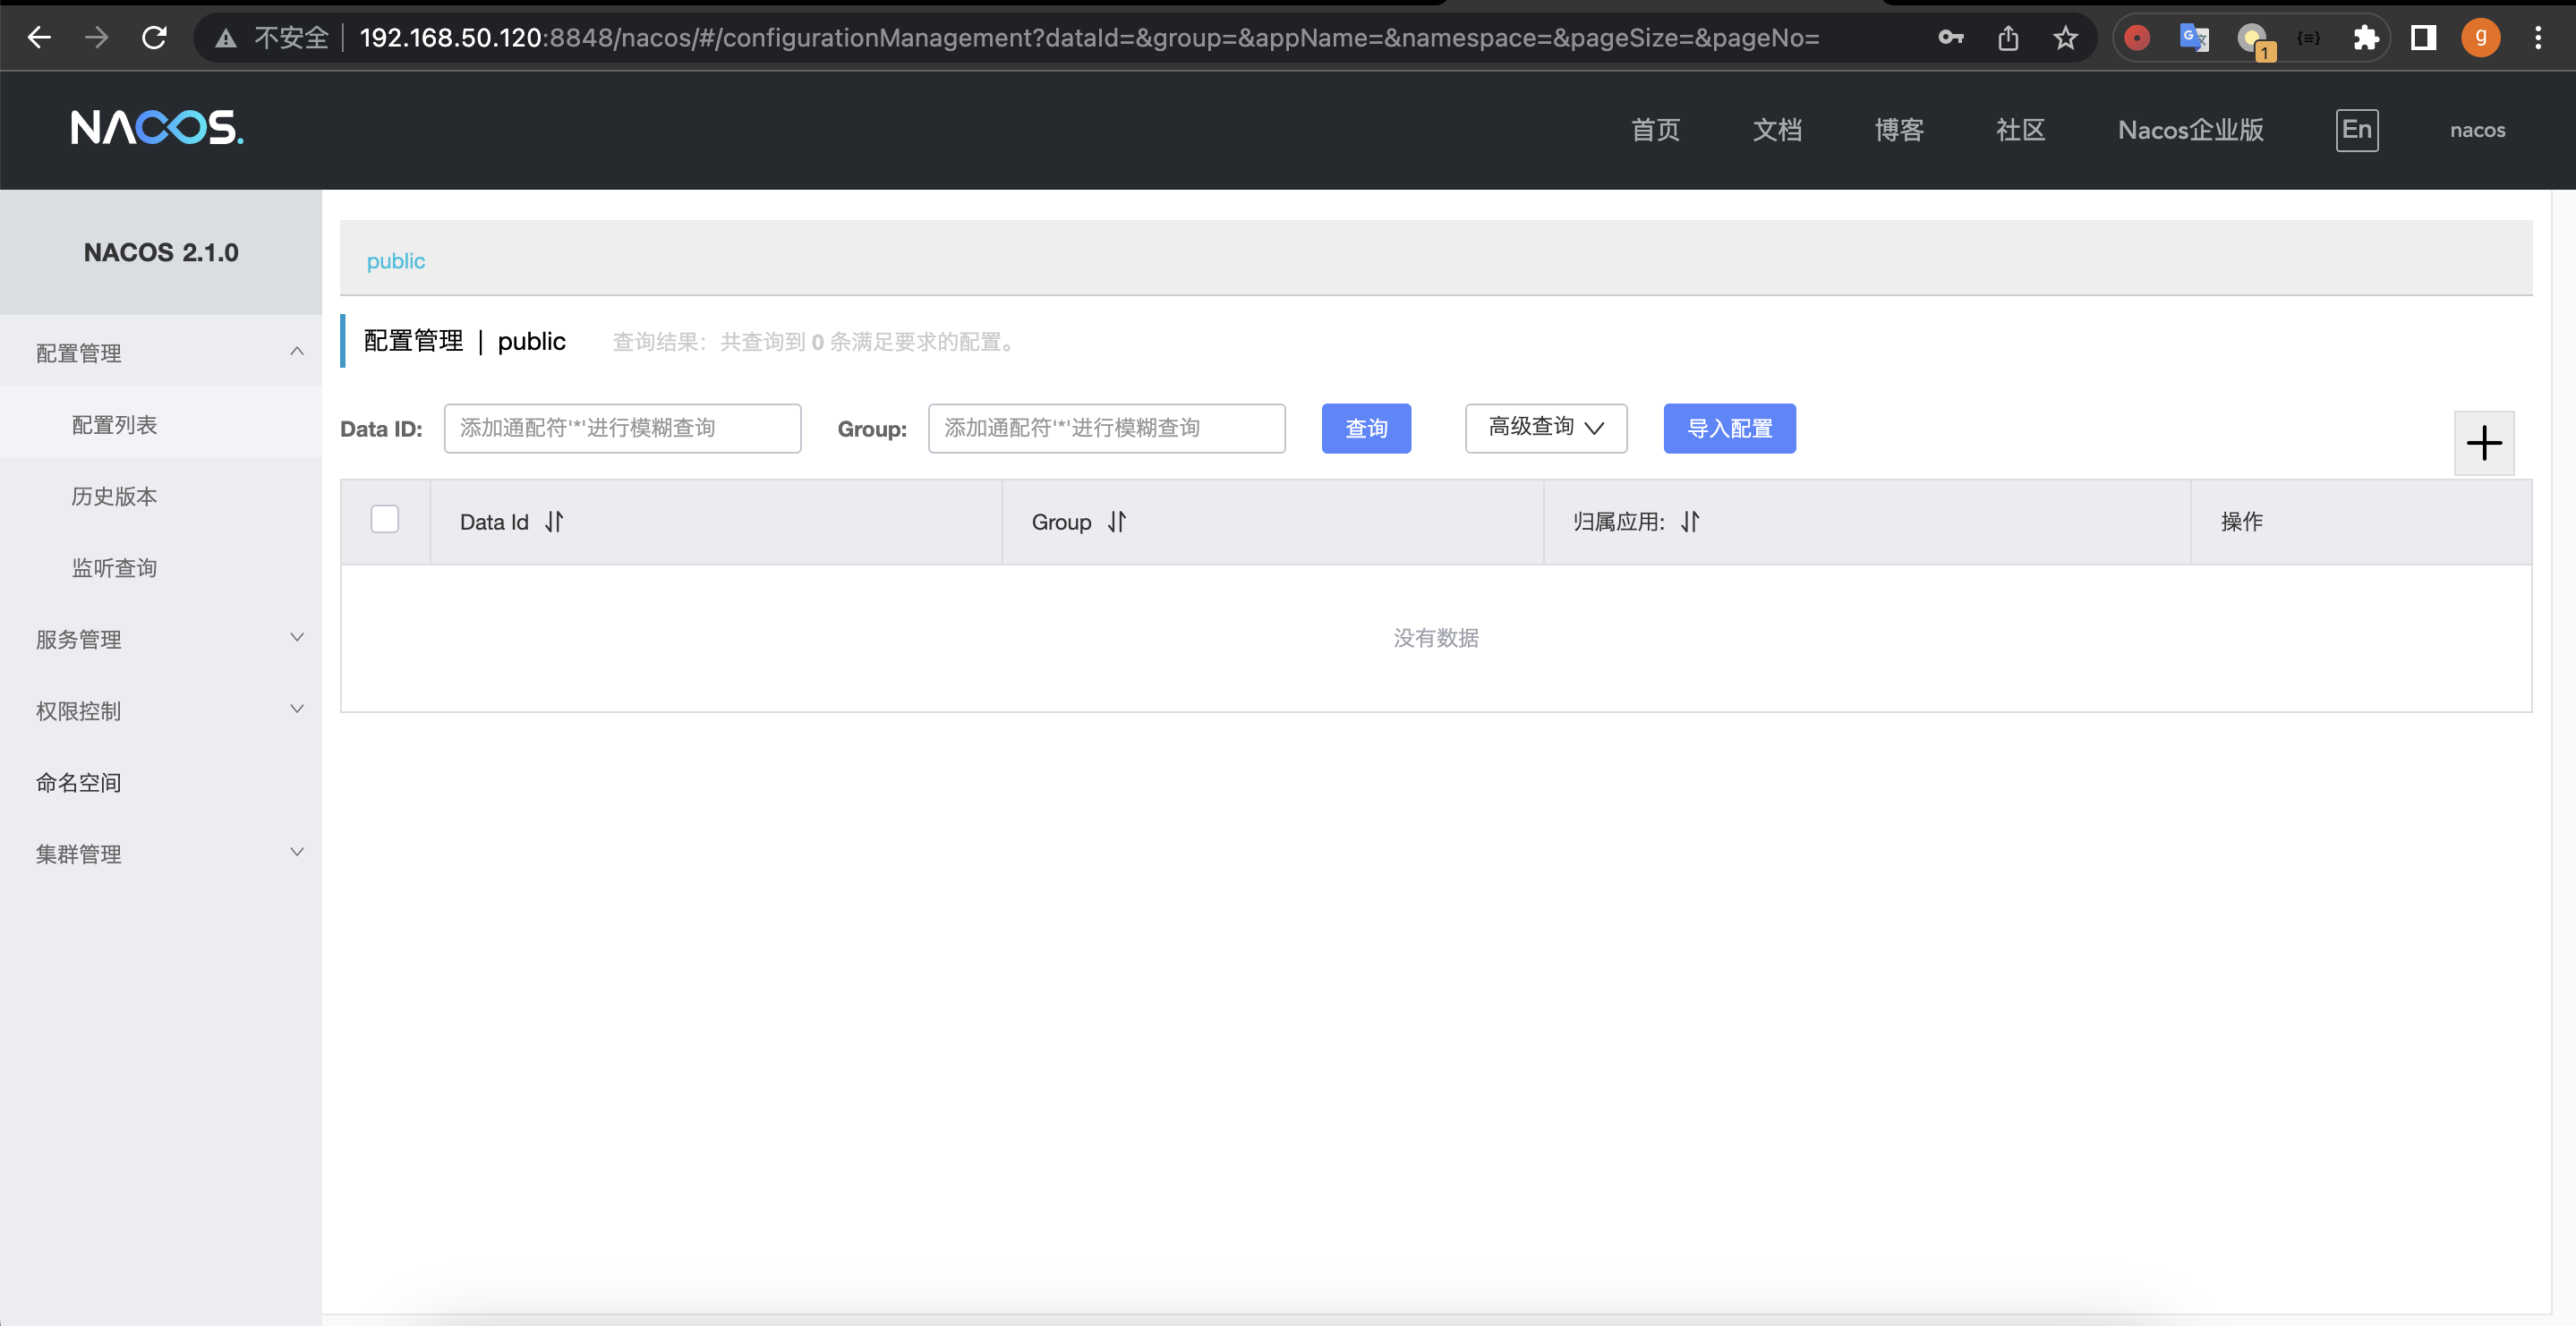 不安全 192.168.50.120:8848/nacos/#/configurationManagement?dataId=&group=&appName=&namespace=&pageSize=&pageNo=
1
g
NACOS.
首页 文档 博客 社区 Nacos企业版 En nacos
NACOS 2.1.0
配置管理
配置列表
历史版本
监听查询
服务管理
权限控制
命名空间
集群管理
public
配置管理 | public 查询结果：共查询到 0 条满足要求的配置。
Data ID: 添加通配符'*'进行模糊查询 Group: 添加通配符'*'进行模糊查询 查询 高级查询 导入配置
Data Id Group 归属应用: 操作
没有数据